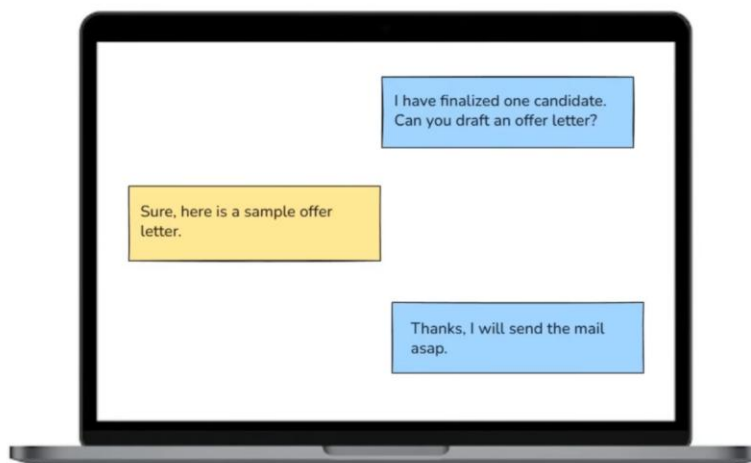 I have finalized one candidate.
Can you draft an offer letter?
Sure, here is a sample offer
letter.
Thanks, I will send the mail
asap.